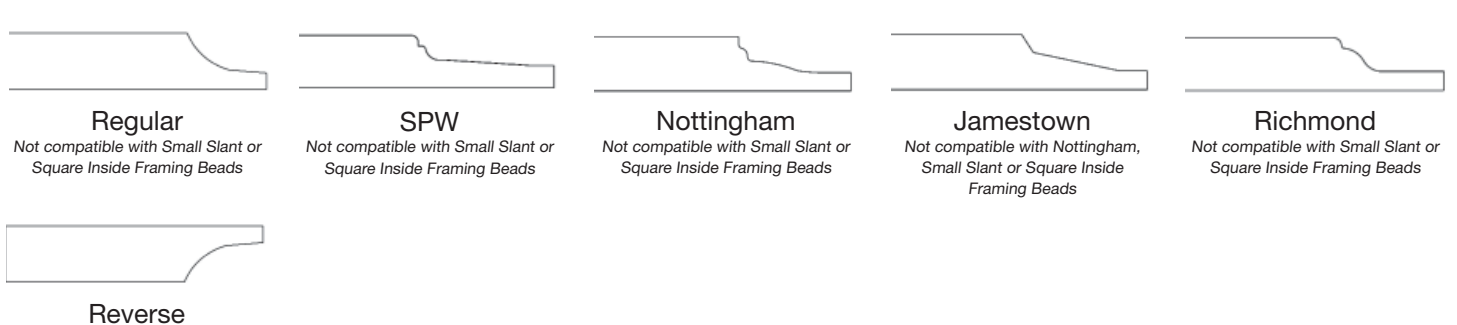 Regular
Not compatible with Small Slant or
Square Inside Framing Beads
SPW
Not compatible with Small Slant or
Square Inside Framing Beads
Nottingham
Not compatible with Small Slant or
Square Inside Framing Beads
Jamestown
Not compatible with Nottingham,
Small Slant or Square Inside
Framing Beads
Richmond
Not compatible with Small Slant or
Square Inside Framing Beads
Reverse